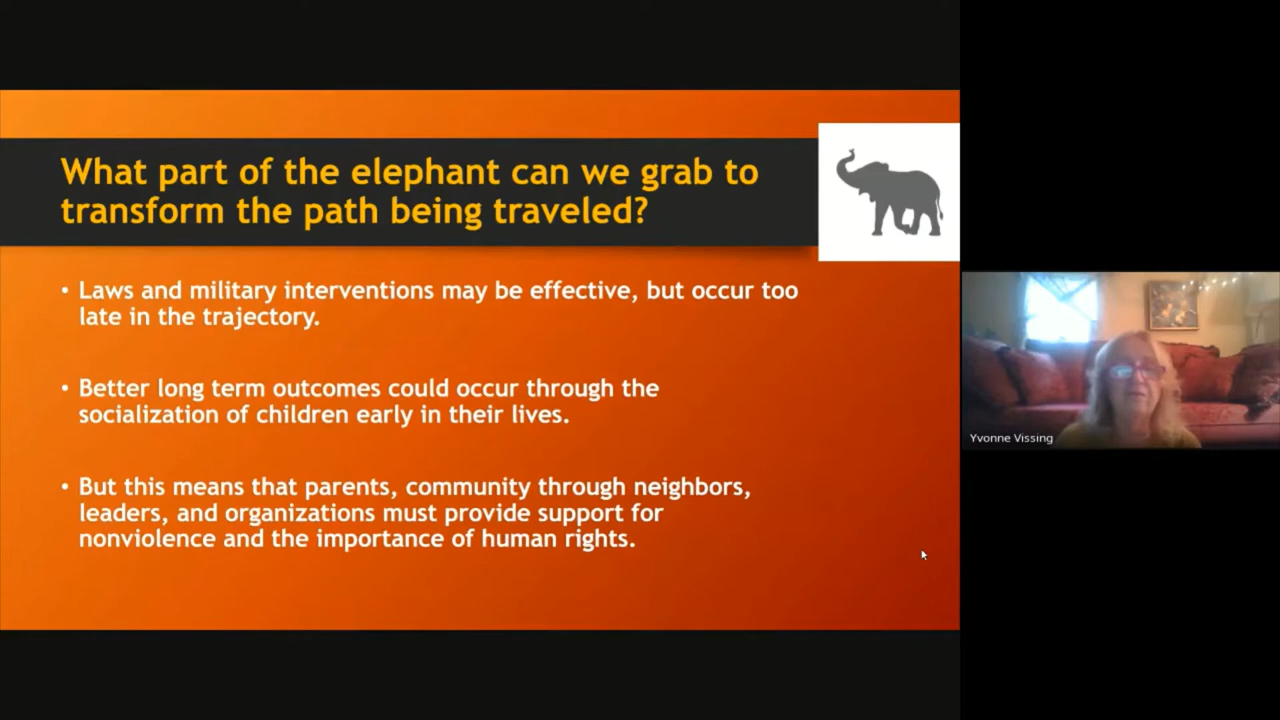 What part of the elephant can we grab to
transform the path being traveled?
• Laws and military interventions may be effective, but occur too
late in the trajectory.
• Better long term outcomes could occur through the
socialization of children early in their lives.
• But this means that parents, community through neighbors,
leaders, and organizations must provide support for
nonviolence and the importance of human rights.
Yvonne Vissing